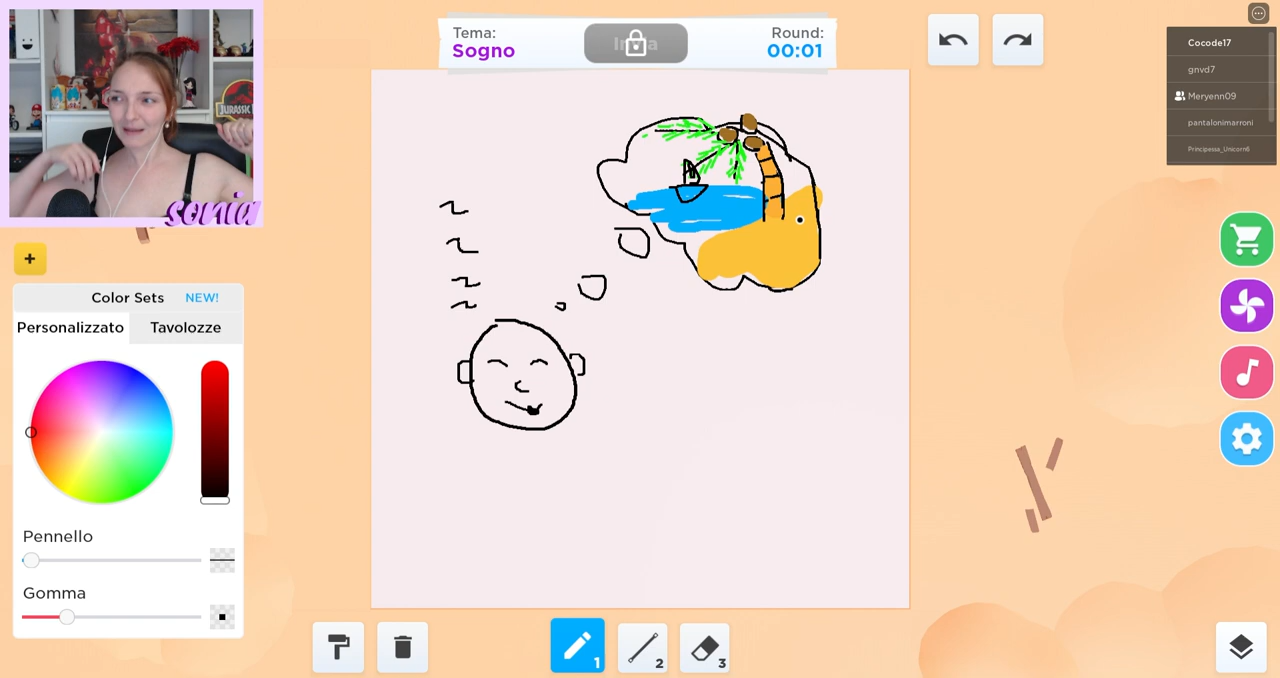 Tema:
Sogno
Round:
00:01
Cocode17
gnvd7
Meryenn09
pantalonimarroni
Principessa_Unicorn6
JURASSIC
sonia
+
Color Sets NEW!
Personalizzato Tavolozze
Pennello
Gomma
1
2
3